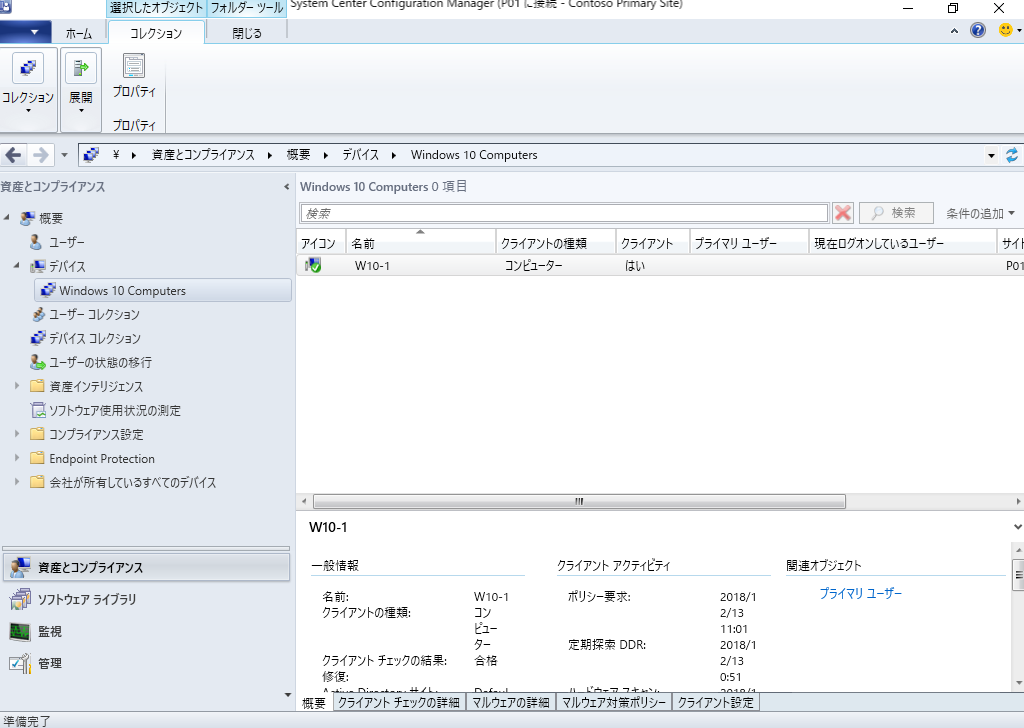 選択したオブジェクト フォルダー ツール System Center Configuration Manager (P01 に接続 - Contoso Primary Site)
ホーム コレクション 閉じる
コレクション 展開 プロパティ
プロパティ
¥ 資産とコンプライアンス 概要 デバイス Windows 10 Computers
資産とコンプライアンス
概要
ユーザー
デバイス
Windows 10 Computers
ユーザー コレクション
デバイス コレクション
ユーザーの状態の移行
資産インテリジェンス
ソフトウェア使用状況の測定
コンプライアンス設定
Endpoint Protection
会社が所有しているすべてのデバイス
資産とコンプライアンス
ソフトウェア ライブラリ
監視
管理
準備完了
Windows 10 Computers 0 項目
検索 検索 条件の追加
アイコン 名前 クライアントの種類 クライアント プライマリ ユーザー 現在ログオンしているユーザー サイト
W10-1 コンピューター はい P01
W10-1
一般情報
名前: W10-1
クライアントの種類: コン
ピュー
ター
クライアント チェックの結果: 合格
修復:
Active Directory サイト: Defaul
クライアント アクティビティ
ポリシー要求: 2018/1
2/13
11:01
定期探索 DDR: 2018/1
2/13
0:51
ハードウェア スキャン: 2018/1
関連オブジェクト
プライマリ ユーザー
概要 クライアント チェックの詳細 マルウェアの詳細 マルウェア対策ポリシー クライアント設定